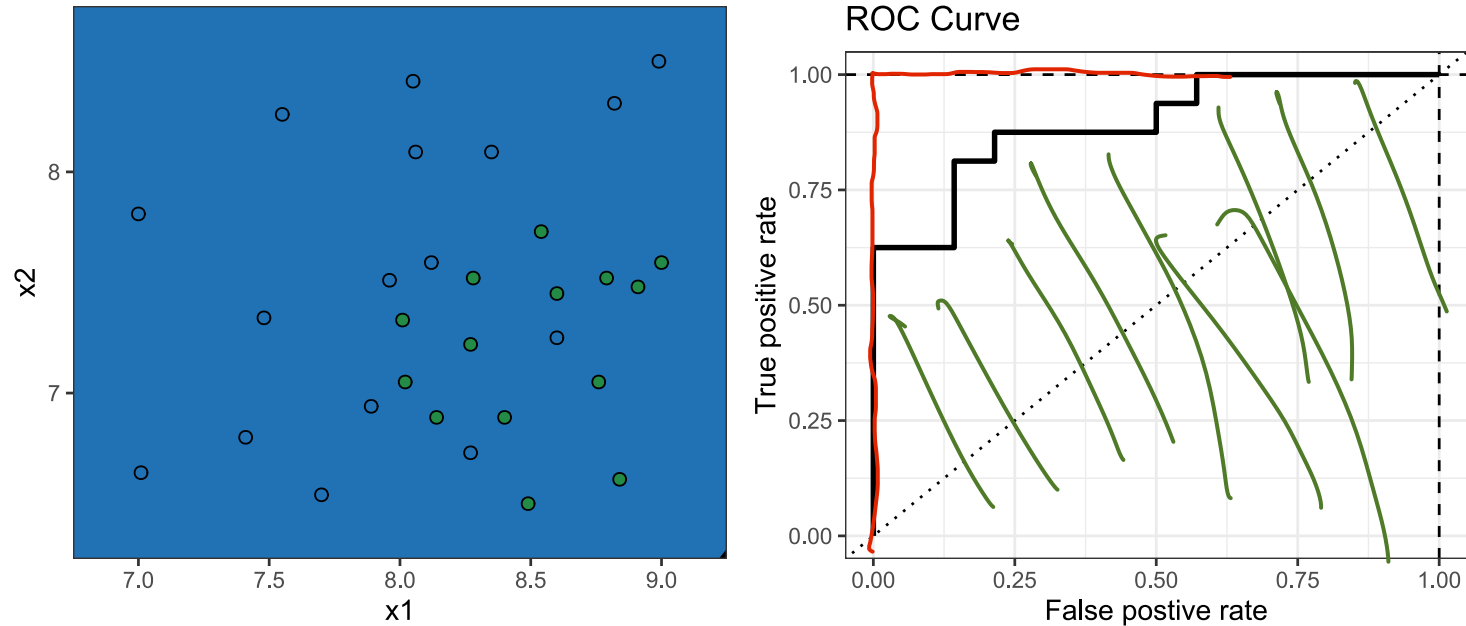 ROC Curve
x2
8
7
7.0 7.5 8.0 8.5 9.0
x1
True positive rate
1.00
0.75
0.50
0.25
0.00
0.00 0.25 0.50 0.75 1.00
False postive rate